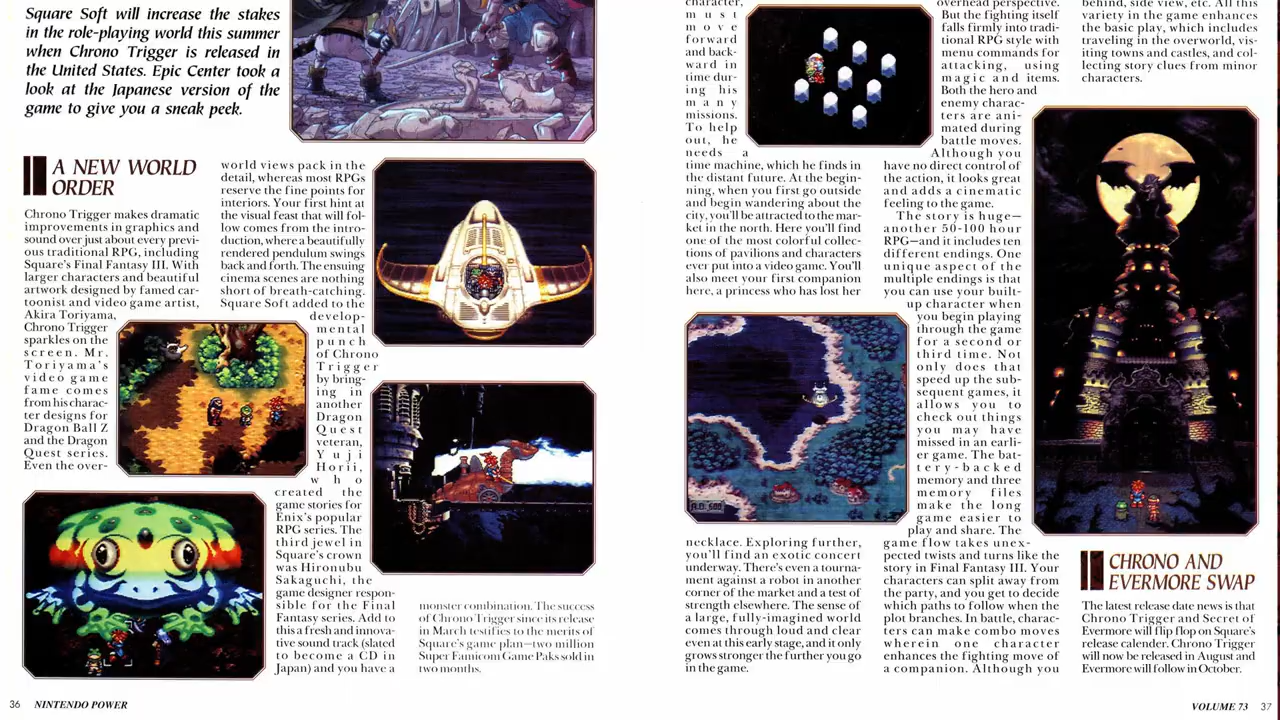 Square Soft will increase the stakes
in the role-playing world this summer
when Chrono Trigger is released in
the United States. Epic Center took a
look at the Japanese version of the
game to give you a sneak peek.
A NEW WORLD
ORDER
Chrono Trigger makes dramatic
improvements in graphics and
sound over just about every previ-
ous traditional RPG, including
Square's Final Fantasy III. With
larger characters and beautiful
artwork designed by famed car-
toonist and video game artist,
Akira Toriyama,
Chrono Trigger
sparkles on the
screen. Mr.
Toriyama's
video game
fame comes
from his charac-
ter designs for
Dragon Ball Z
and the Dragon
Quest series.
Even the over-
world views pack in the
detail, whereas most RPGs
reserve the fine points for
interiors. Your first hint at
the visual feast that will fol-
low comes from the intro-
duction, where a beautifully
rendered pendulum swings
back and forth. The ensuing
cinema scenes are nothing
short of breath-catching.
Square Soft added to the
develop-
mental
punch
of Chrono
Trigger
by bring-
ing in
another
Dragon
Quest
veteran,
Yuji
Horii,
who
created the
game stories for
Enix's popular
RPG series. The
third jewel in
Square's crown
was Hironubu
Sakaguchi, the
game designer respon-
sible for the Final
Fantasy series. Add to
this a fresh and innova-
tive sound track (slated
to become a CD in
Japan) and you have a
monster combination. The success
of Chrono Trigger since its release
in March testifies to the merits of
Square's game plan—two million
Super Famicom Game Paks sold in
two months.
36 NINTENDO POWER
character,
must
move
forward
and back-
ward in
time dur-
ing his
many
missions.
To help
out, he
needs a
time machine, which he finds in
the distant future. At the begin-
ning, when you first go outside
and begin wandering about the
city, you'll be attracted to the mar-
ket in the north. Here you'll find
one of the most colorful collec-
tions of pavilions and characters
ever put into a video game. You'll
also meet your first companion
here, a princess who has lost her
necklace. Exploring further,
you'll find an exotic concert
underway. There's even a tourna-
ment against a robot in another
corner of the market and a test of
strength elsewhere. The sense of
a large, fully-imagined world
comes through loud and clear
even at this early stage, and it only
grows stronger the further you go
in the game.
overhead perspective.
But the fighting itself
falls firmly into tradi-
tional RPG style with
menu commands for
attacking, using
magic and items.
Both the hero and
enemy charac-
ters are ani-
mated during
battle moves.
Although you
have no direct control of
the action, it looks great
and adds a cinematic
feeling to the game.
The story is huge—
another 50-100 hour
RPG—and it includes ten
different endings. One
unique aspect of the
multiple endings is that
you can use your built-
up character when
you begin playing
through the game
for a second or
third time. Not
only does that
speed up the sub-
sequent games, it
allows you to
check out things
you may have
missed in an earli-
er game. The bat-
tery-backed
memory and three
memory files
make the long
game easier to
play and share. The
game flow takes unex-
pected twists and turns like the
story in Final Fantasy III. Your
characters can split away from
the party, and you get to decide
which paths to follow when the
plot branches. In battle, charac-
ters can make combo moves
wherein one character
enhances the fighting move of
a companion. Although you
behind, side view, etc. All this
variety in the game enhances
the basic play, which includes
traveling in the overworld, vis-
iting towns and castles, and col-
lecting story clues from minor
characters.
CHRONO AND
EVERMORE SWAP
The latest release date news is that
Chrono Trigger and Secret of
Evermore will flip flop on Square's
release calender. Chrono Trigger
will now be released in August and
Evermore will follow in October.
VOLUME 73 37